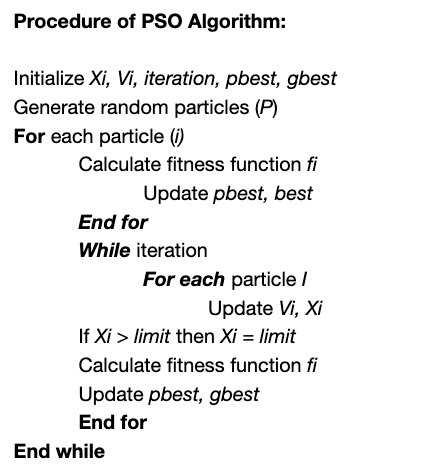 Procedure of PSO Algorithm:
Initialize Xi, Vi, iteration, pbest, gbest
Generate random particles (P)
For each particle (i)
Calculate fitness function fi
Update pbest, best
End for
While iteration
For each particle I
Update Vi, Xi
If Xi > limit then Xi = limit
Calculate fitness function fi
Update pbest, gbest
End for
End while